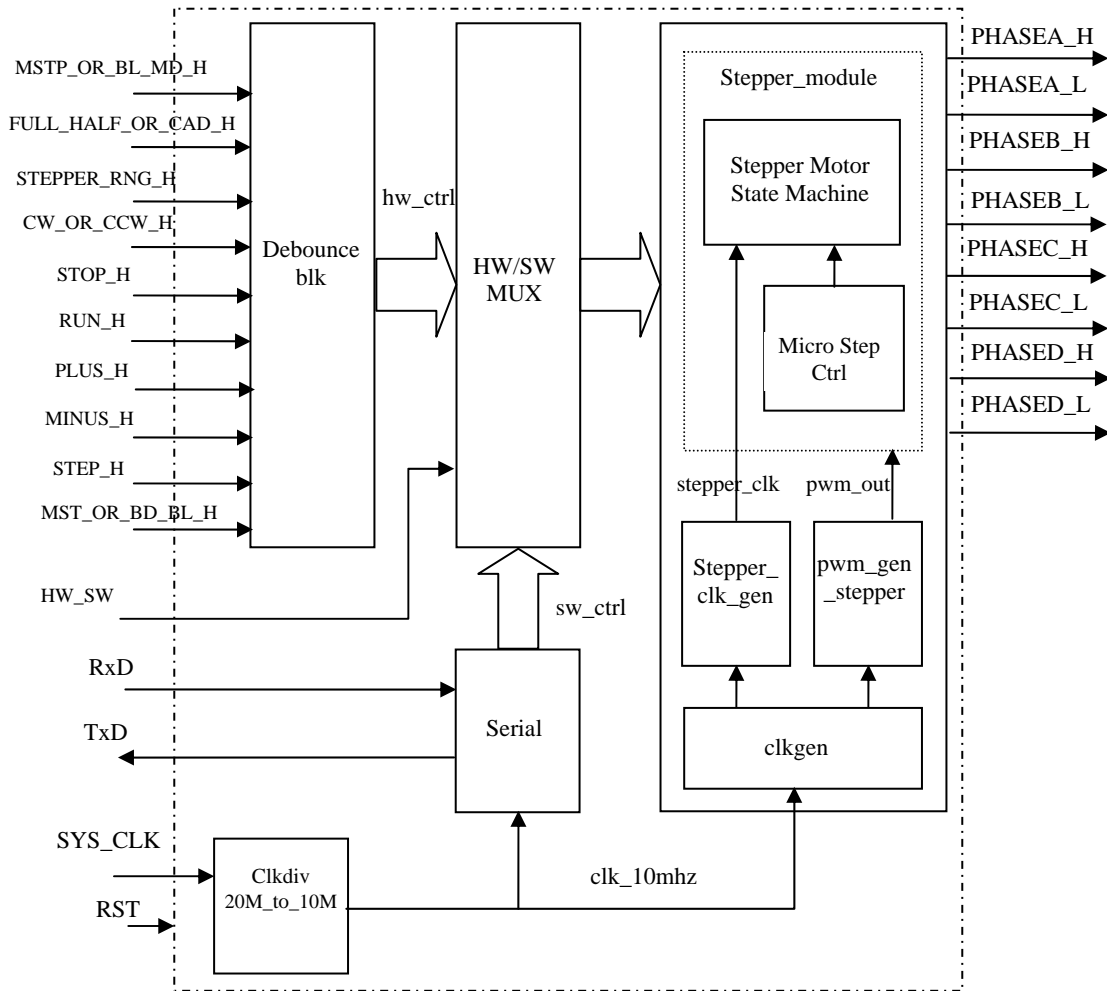 MSTP_OR_BL_MD_H
FULL_HALF_OR_CAD_H
STEPPER_RNG_H
CW_OR_CCW_H
STOP_H
RUN_H
PLUS_H
MINUS_H
STEP_H
MST_OR_BD_BL_H
HW_SW
RxD
TxD
SYS_CLK
RST
Debounce
blk
hw_ctrl
HW/SW
MUX
sw_ctrl
Serial
Clkdiv
20M_to_10M
clk_10mhz
Stepper_module
Stepper Motor
State Machine
Micro Step
Ctrl
stepper_clk
pwm_out
Stepper_
clk_gen
pwm_gen
_stepper
clkgen
PHASEA_H
PHASEA_L
PHASEB_H
PHASEB_L
PHASEC_H
PHASEC_L
PHASED_H
PHASED_L